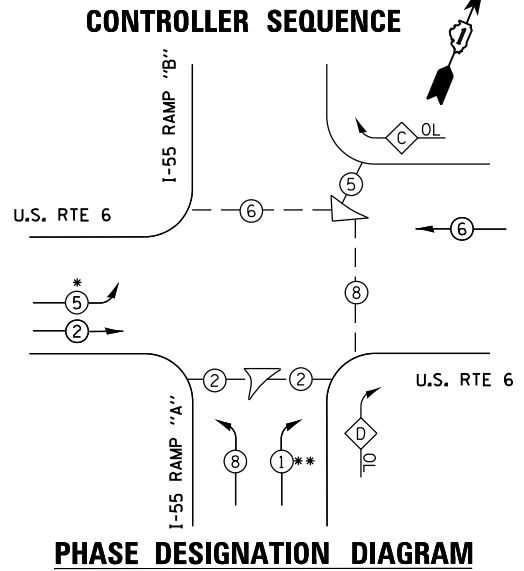 CONTROLLER SEQUENCE
I-55 RAMP "B"
C
OL
5
U.S. RTE 6
6
6
*
5
8
2
2
2
U.S. RTE 6
I-55 RAMP "A"
8
1**
D
OL
PHASE DESIGNATION DIAGRAM